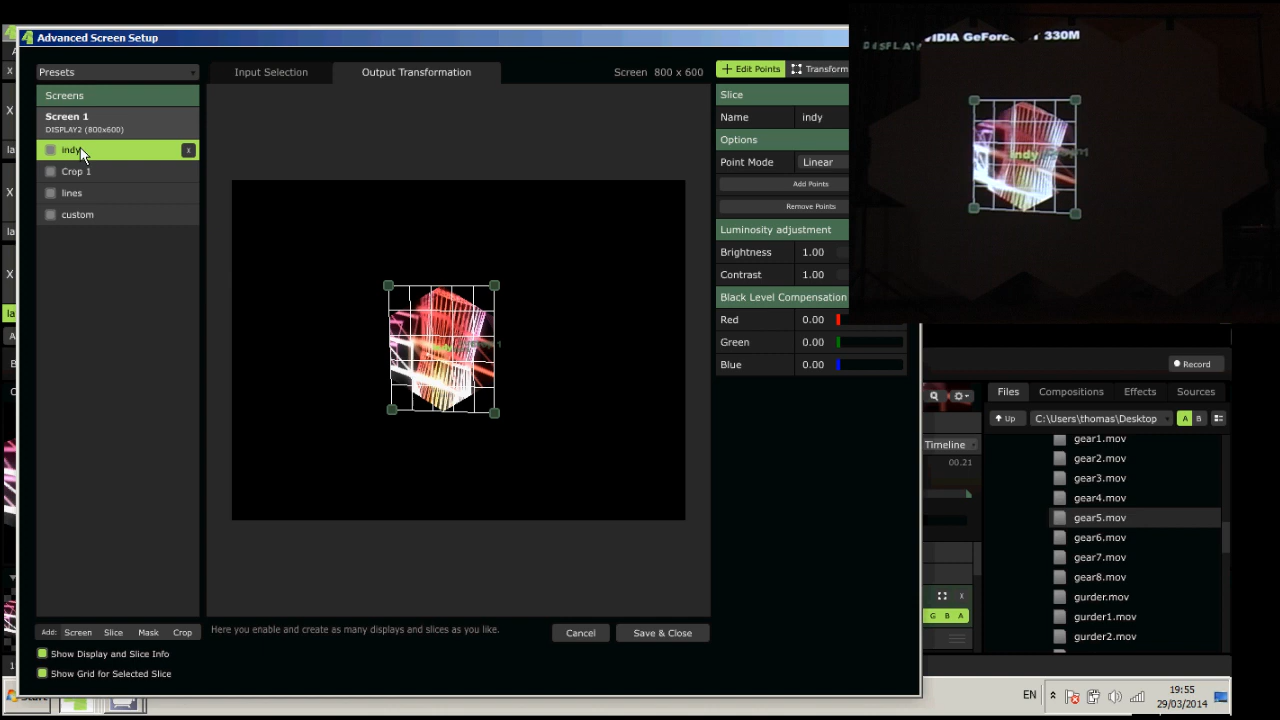 Advanced Screen Setup
Presets
Input Selection
Output Transformation
Screen 800 x 600
Edit Points
Transform
Screens
Screen 1
DISPLAY2 (800x600)
indy
x
Crop 1
lines
custom
Slice
Name indy
Options
Point Mode Linear
Add Points
Remove Points
Luminosity adjustment
Brightness 1.00
Contrast 1.00
Black Level Compensation
Red 0.00
Green 0.00
Blue 0.00
330M
indy
Record
Files Compositions Effects Sources
Up C:\Users\thomas\Desktop A B
Timeline
00.21
gear1.mov
gear2.mov
gear3.mov
gear4.mov
gear5.mov
gear6.mov
gear7.mov
gear8.mov
gurder.mov
gurder1.mov
gurder2.mov
x
G B A
Add: Screen Slice Mask Crop
Here you enable and create as many displays and slices as you like.
Cancel
Save & Close
Show Display and Slice Info
Show Grid for Selected Slice
EN
19:55
29/03/2014